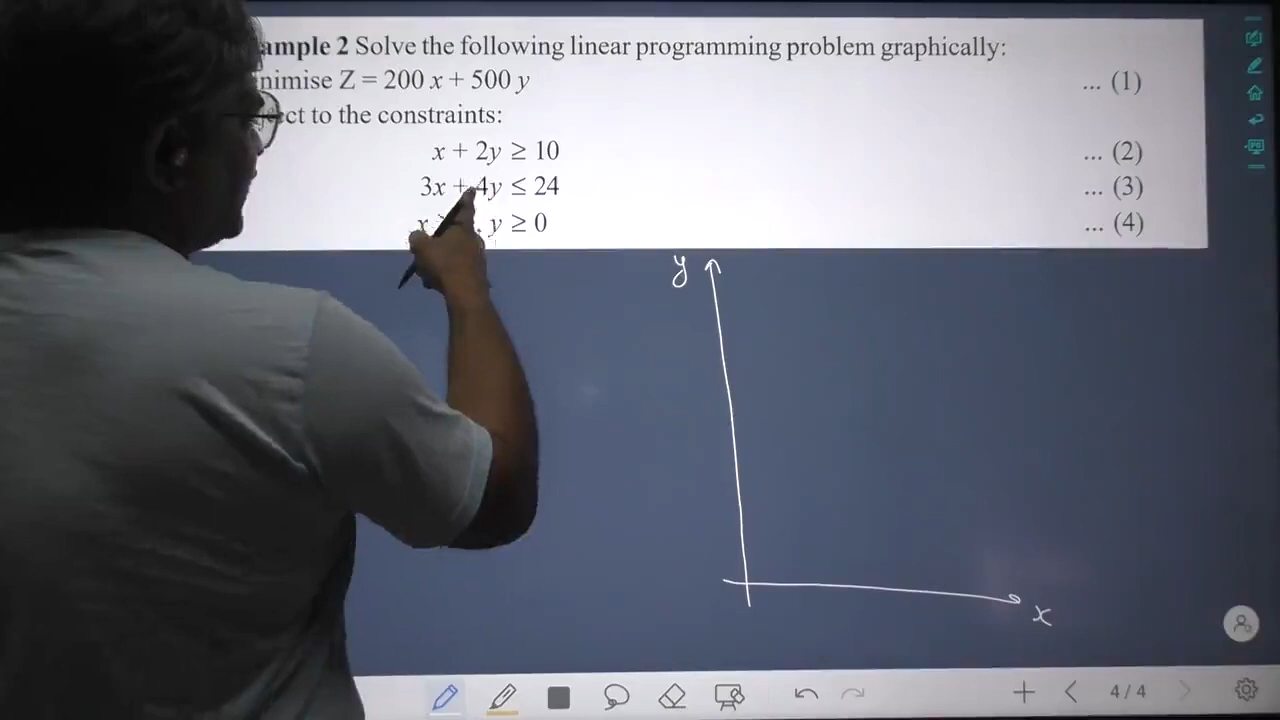 ample 2 Solve the following linear programming problem graphically:
nimise Z = 200 x + 500 y ... (1)
ect to the constraints:
x + 2y ≥ 10 ... (2)
3x + 4y ≤ 24 ... (3)
x , y ≥ 0 ... (4)
y
x
4 / 4